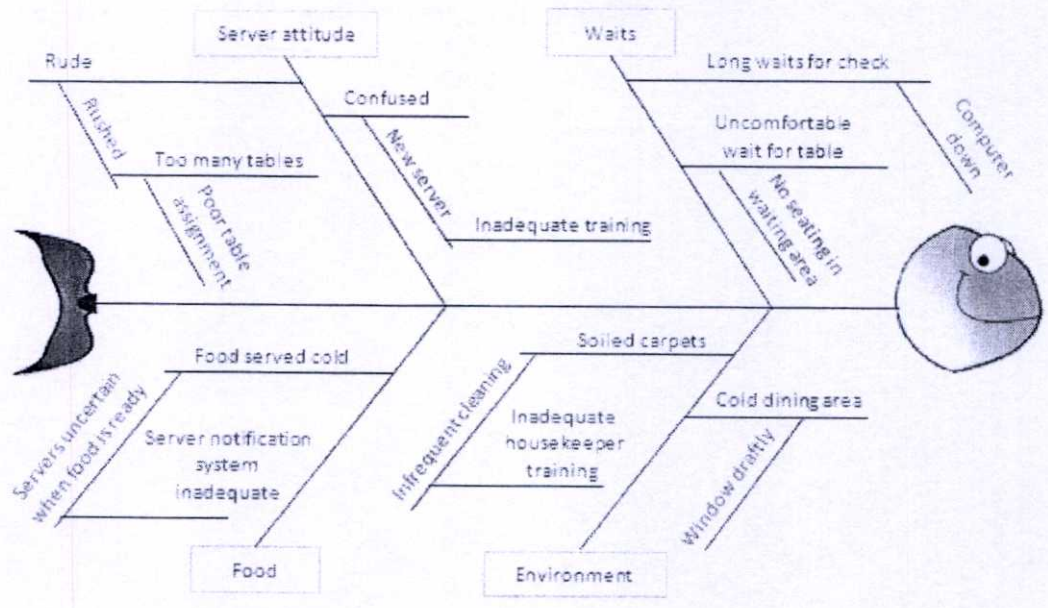 Server attitude
Waits
Rude
Long waits for check
Confused
Rushed
Computer
down
Uncomfortable
wait for table
Too many tables
New server
Poor table
assignment
No seating in
waiting area
Inadequate training
Soiled carpets
Food served cold
Cold dining area
Servers uncertain
when food is ready
Infrequent cleaning
Inadequate
housekeeper
training
Server notification
system
inadequate
Window draftly
Food
Environment